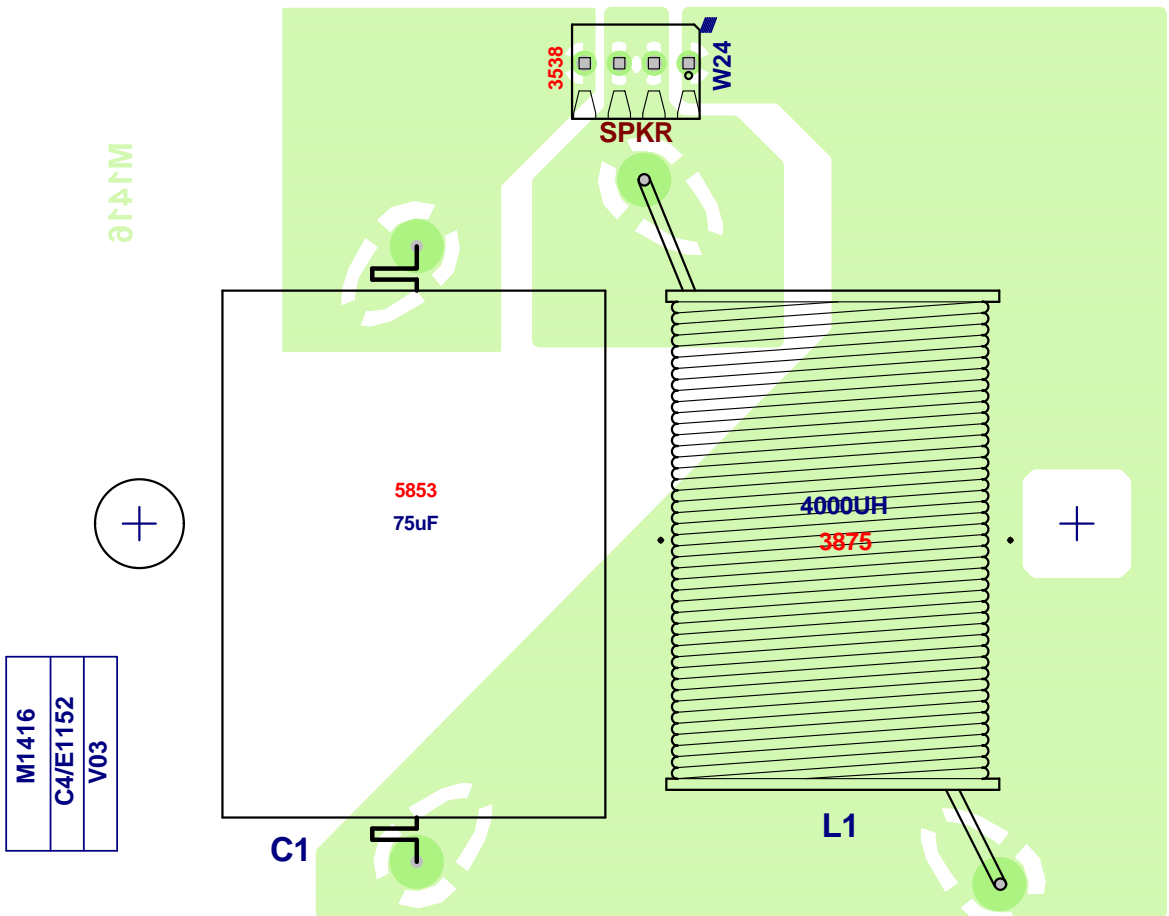 3538
W24
SPKR
M1416
5853
75uF
4000UH
3875
M1416
C4/E1152
V03
C1
L1